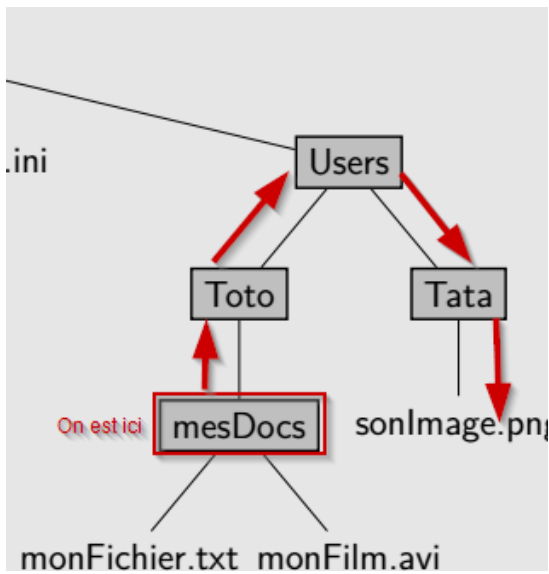 .ini
Users
Toto
Tata
On est ici
mesDocs
sonImage.png
monFichier.txt
monFilm.avi